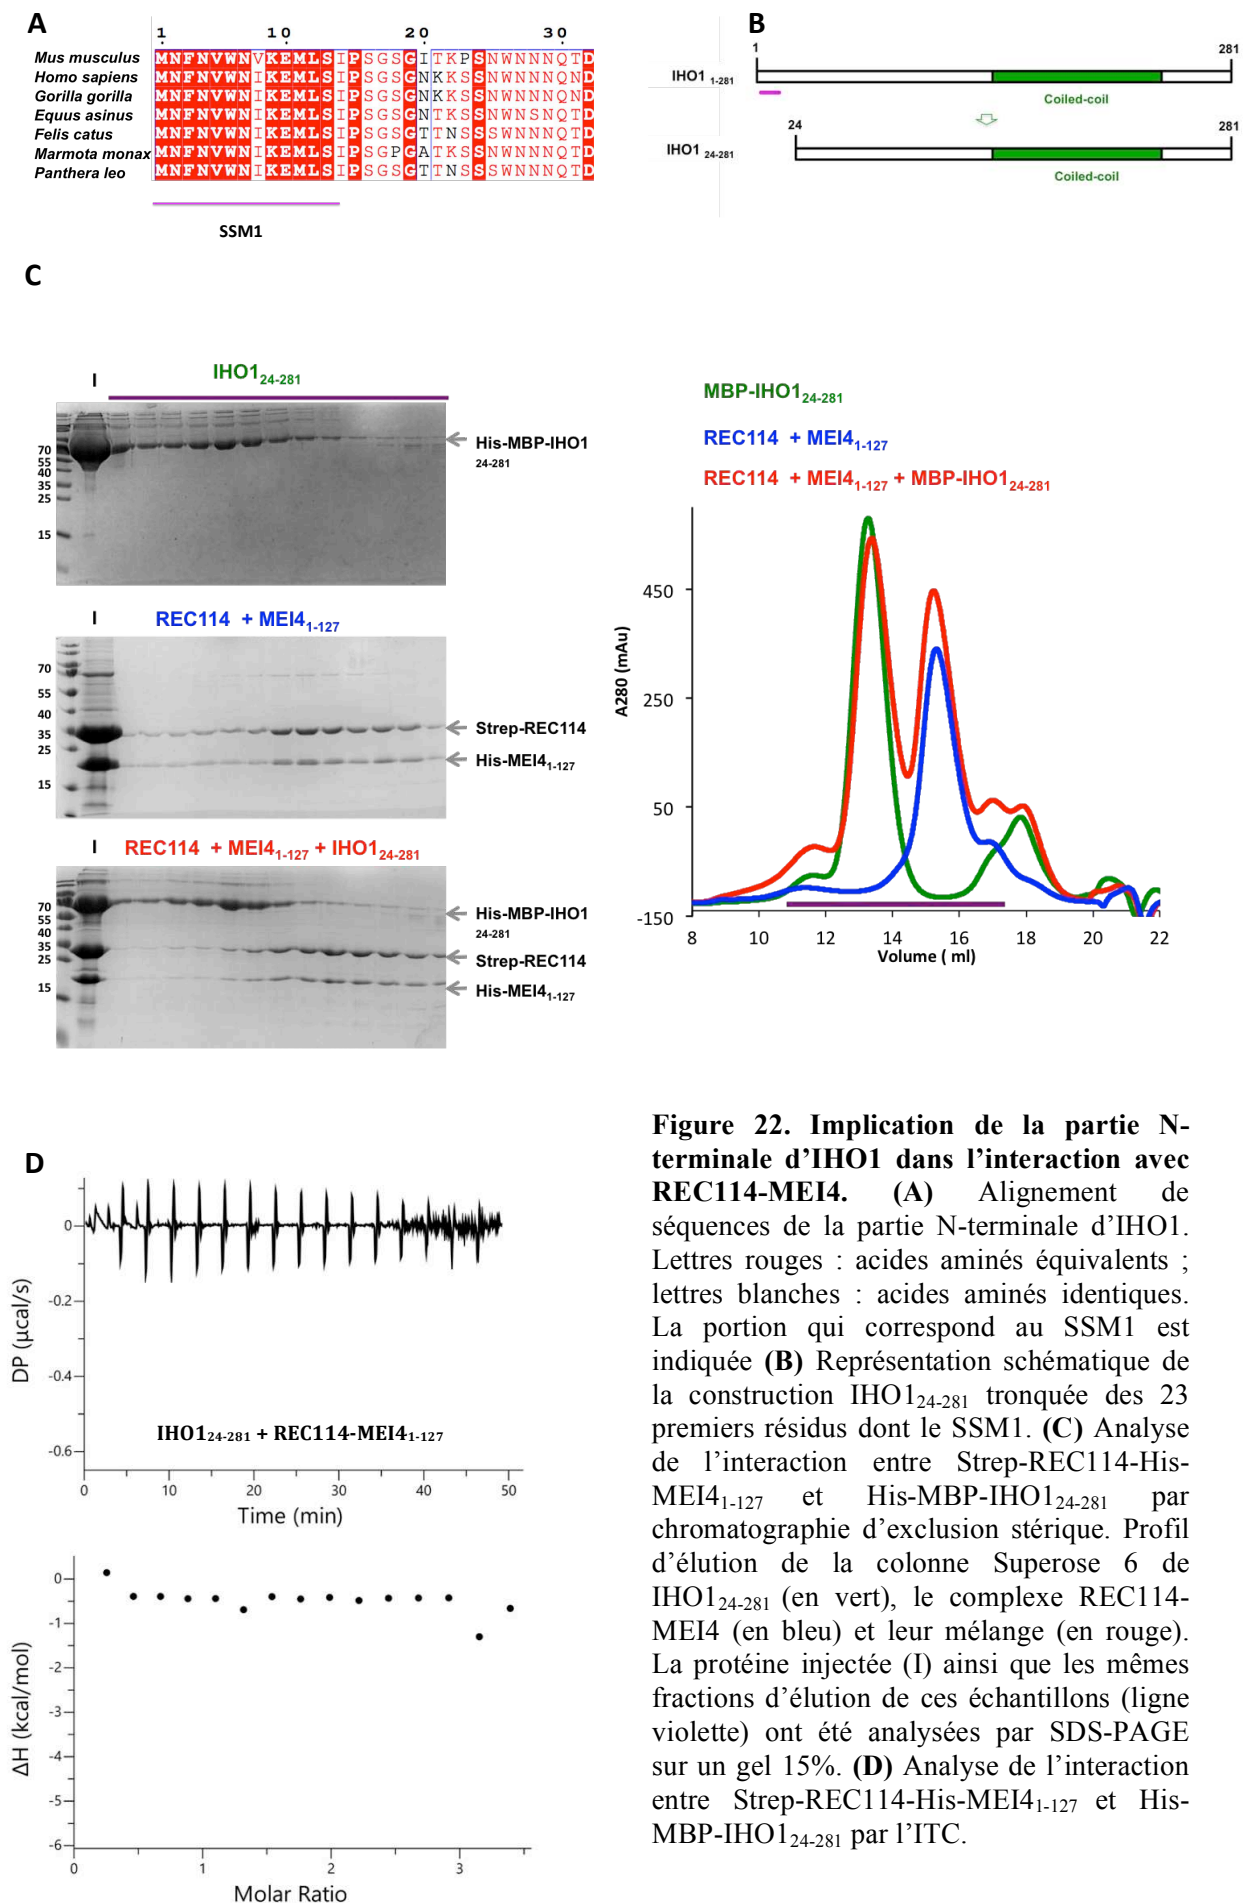 A
1 10 20 30
Mus musculus MNFNVWNVKEMLSIPSGSGITKPSNWNNNQTD
Homo sapiens MNFNVWNIKEMLSIPSGSGNKKSSNWNNNQND
Gorilla gorilla MNFNVWNIKEMLSIPSGSGNKKSSNWNNNQND
Equus asinus MNFNVWNIKEMLSIPSGSGNTKSSNWNNSQTD
Felis catus MNFNVWNIKEMLSIPSGSGTTNSSSWNNNQTD
Marmota monax MNFNVWNIKEMLSIPSGPGATKSSNWNNNQTD
Panthera leo MNFNVWNIKEMLSIPSGSGTTNSSSWNNNQTD
SSM1
B
1 281
IHO1 1-281
Coiled-coil
24 281
IHO1 24-281
Coiled-coil
C
I IHO1 24-281
70
55
40
35
25
15
His-MBP-IHO1
24-281
I REC114 + MEI4 1-127
70
55
40
35
25
15
Strep-REC114
His-MEI4 1-127
I REC114 + MEI4 1-127 + IHO1 24-281
70
55
40
35
25
15
His-MBP-IHO1
24-281
Strep-REC114
His-MEI4 1-127
MBP-IHO1 24-281
REC114 + MEI4 1-127
REC114 + MEI4 1-127 + MBP-IHO1 24-281
A280 (mAu)
450
250
50
-150
8 10 12 14 16 18 20 22
Volume ( ml)
D
DP (µcal/s)
0
-0.2
-0.4
-0.6
IHO1 24-281 + REC114-MEI4 1-127
0 10 20 30 40 50
Time (min)
ΔH (kcal/mol)
0
-1
-2
-3
-4
-5
-6
0 1 2 3
Molar Ratio
Figure 22. Implication de la partie N-
terminale d’IHO1 dans l’interaction avec
REC114-MEI4. (A) Alignement de
séquences de la partie N-terminale d’IHO1.
Lettres rouges : acides aminés équivalents ;
lettres blanches : acides aminés identiques.
La portion qui correspond au SSM1 est
indiquée (B) Représentation schématique de
la construction IHO1 24-281 tronquée des 23
premiers résidus dont le SSM1. (C) Analyse
de l’interaction entre Strep-REC114-His-
MEI4 1-127 et His-MBP-IHO1 24-281 par
chromatographie d’exclusion stérique. Profil
d’élution de la colonne Superose 6 de
IHO1 24-281 (en vert), le complexe REC114-
MEI4 (en bleu) et leur mélange (en rouge).
La protéine injectée (I) ainsi que les mêmes
fractions d’élution de ces échantillons (ligne
violette) ont été analysées par SDS-PAGE
sur un gel 15%. (D) Analyse de l’interaction
entre Strep-REC114-His-MEI4 1-127 et His-
MBP-IHO1 24-281 par l’ITC.